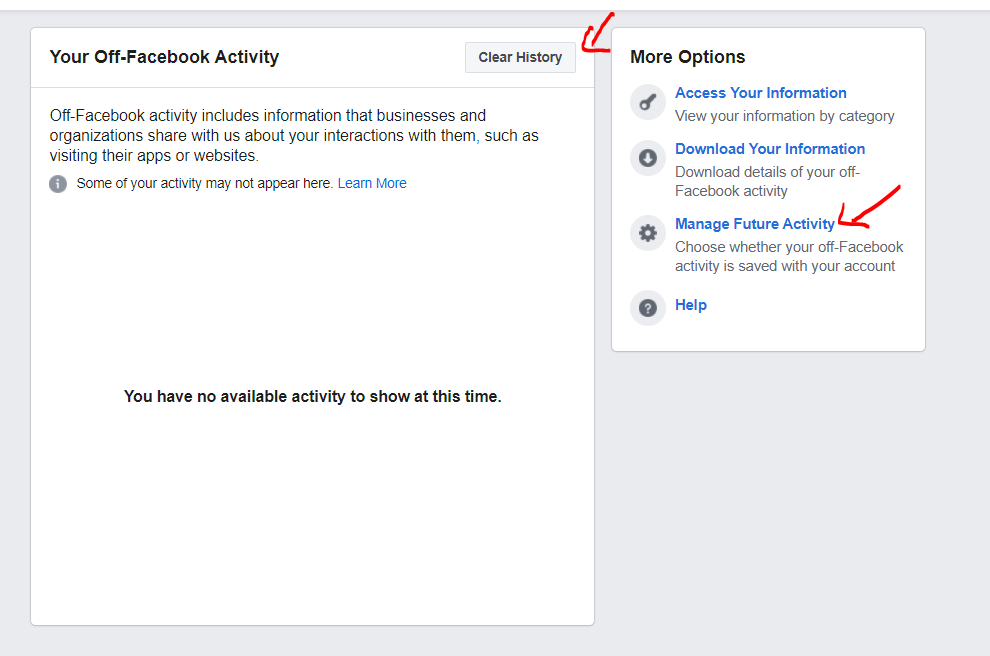 Your Off-Facebook Activity
Clear History
Off-Facebook activity includes information that businesses and
organizations share with us about your interactions with them, such as
visiting their apps or websites.
Some of your activity may not appear here. Learn More
You have no available activity to show at this time.
More Options
Access Your Information
View your information by category
Download Your Information
Download details of your off-
Facebook activity
Manage Future Activity
Choose whether your off-Facebook
activity is saved with your account
Help